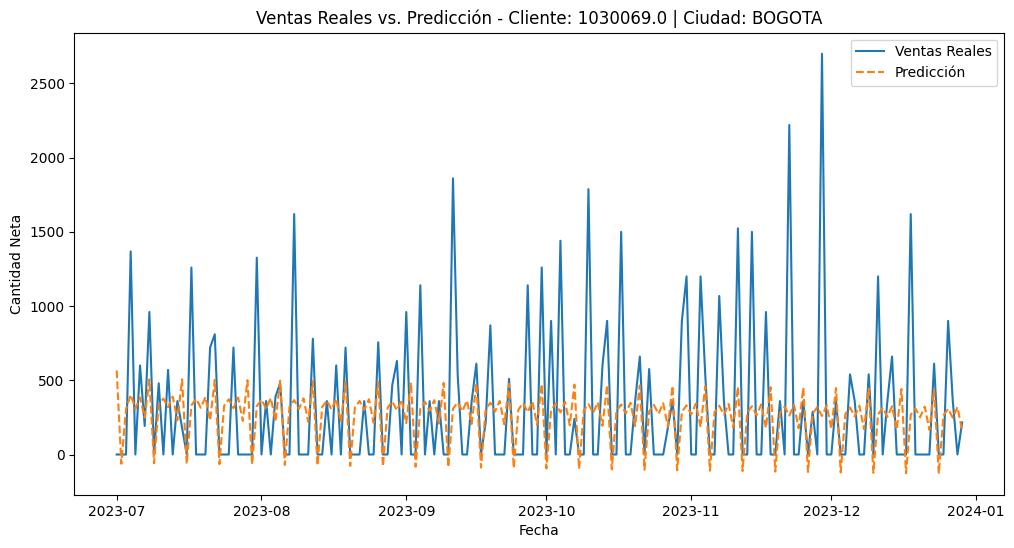 Ventas Reales vs. Predicción - Cliente: 1030069.0 | Ciudad: BOGOTA
Ventas Reales
Predicción
Cantidad Neta
2500
2000
1500
1000
500
0
2023-07
2023-08
2023-09
2023-10
2023-11
2023-12
2024-01
Fecha